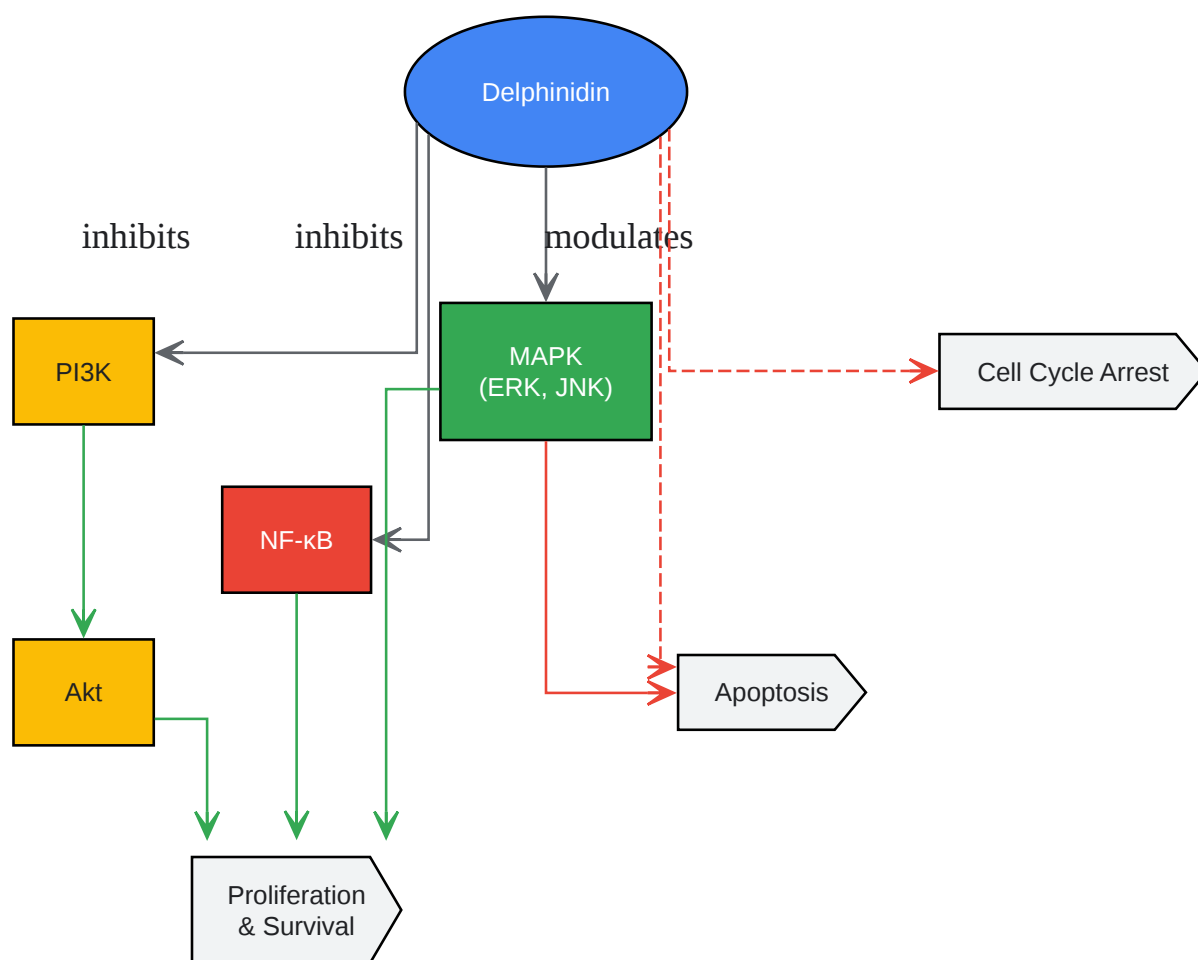 Delphinidin
inhibits
inhibits
modulates
PI3K
MAPK
(ERK, JNK)
Cell Cycle Arrest
NF-κB
Akt
Apoptosis
Proliferation
& Survival